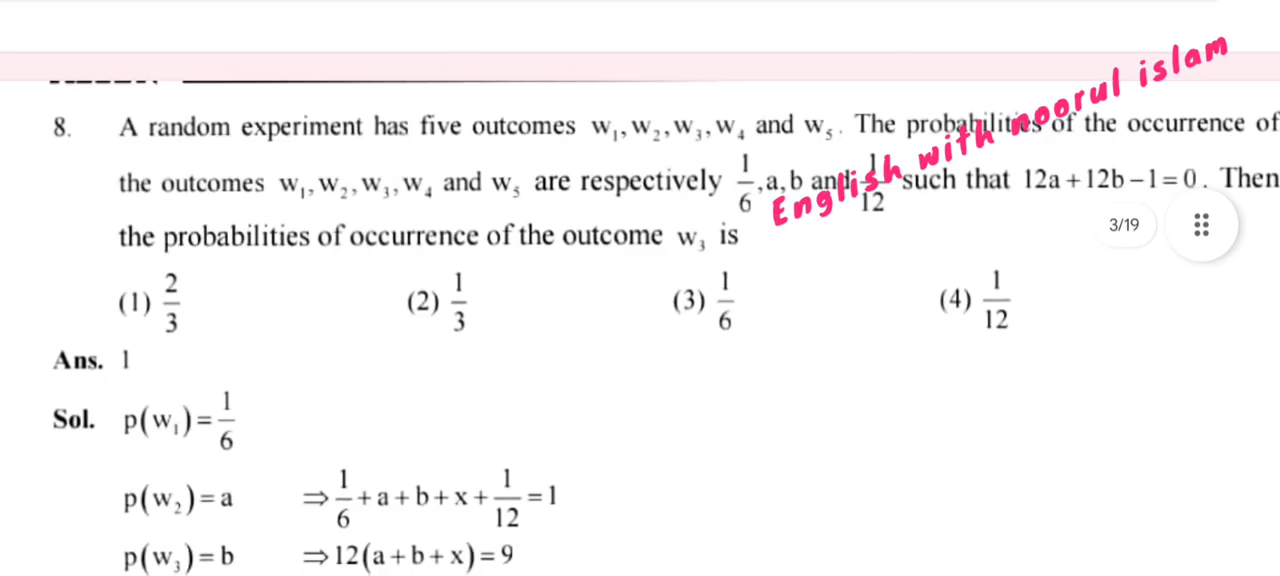 8. A random experiment has five outcomes w₁, w₂, w₃, w₄ and w₅. The probabilities of the occurrence of
the outcomes w₁, w₂, w₃, w₄ and w₅ are respectively 1/6, a, b and 1/12 such that 12a + 12b − 1 = 0. Then
the probabilities of occurrence of the outcome w₃ is
(1) 2/3 (2) 1/3 (3) 1/6 (4) 1/12
Ans. 1
Sol. p(w₁) = 1/6
p(w₂) = a ⇒ 1/6 + a + b + x + 1/12 = 1
p(w₃) = b ⇒ 12(a + b + x) = 9
English with noorul islam
3/19